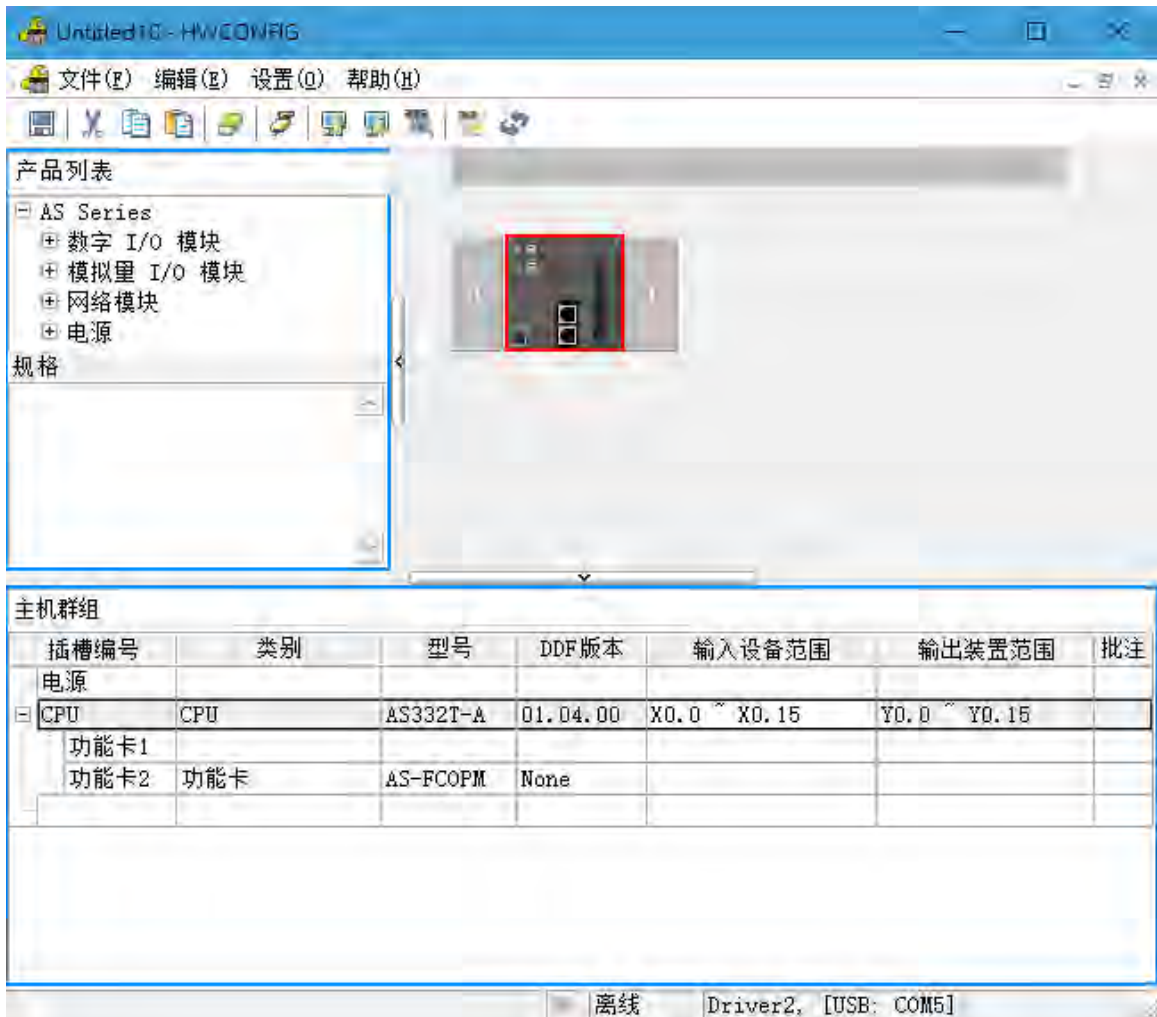 Untitled10 - HWCONFIG
文件(F) 编辑(E) 设置(O) 帮助(H)
产品列表
AS Series
数字 I/O 模块
模拟量 I/O 模块
网络模块
电源
规格
主机群组
插槽编号 类别 型号 DDF版本 输入设备范围 输出装置范围 批注
电源
CPU CPU AS332T-A 01.04.00 X0.0 ~ X0.15 Y0.0 ~ Y0.15
功能卡1
功能卡2 功能卡 AS-FCOPM None
离线 Driver2, [USB: COM5]